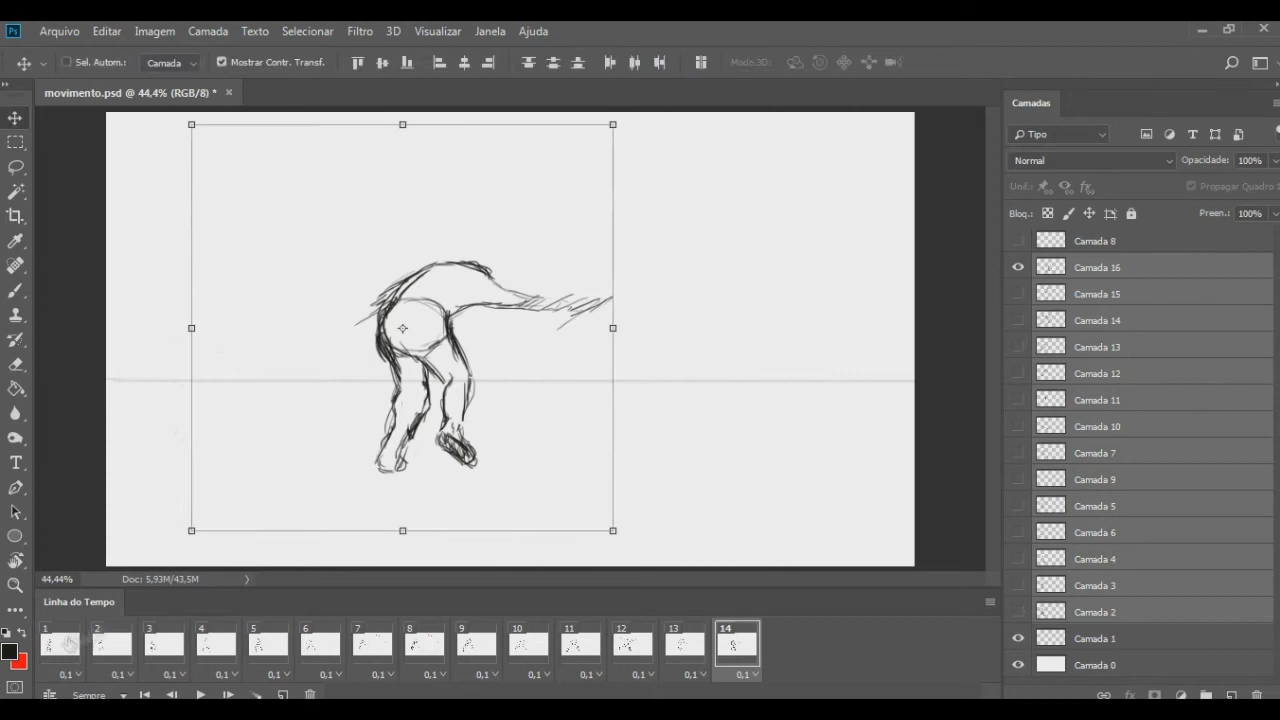 Ps Arquivo Editar Imagem Camada Texto Selecionar Filtro 3D Visualizar Janela Ajuda
Sel. Autom.: Camada Mostrar Contr. Transf. Modo 3D:
movimento.psd @ 44,4% (RGB/8) * ×
Camadas
Tipo
Normal Opacidade: 100%
Unif.: Propagar Quadro 1
Bloq.: Preen.: 100%
Camada 8
Camada 16
Camada 15
Camada 14
Camada 13
Camada 12
Camada 11
Camada 10
Camada 7
Camada 9
Camada 5
Camada 6
Camada 4
Camada 3
Camada 2
Camada 1
Camada 0
44,44% Doc: 5,93M/43,5M
Linha do Tempo
1 2 3 4 5 6 7 8 9 10 11 12 13 14
0,1 0,1 0,1 0,1 0,1 0,1 0,1 0,1 0,1 0,1 0,1 0,1 0,1 0,1
Sempre